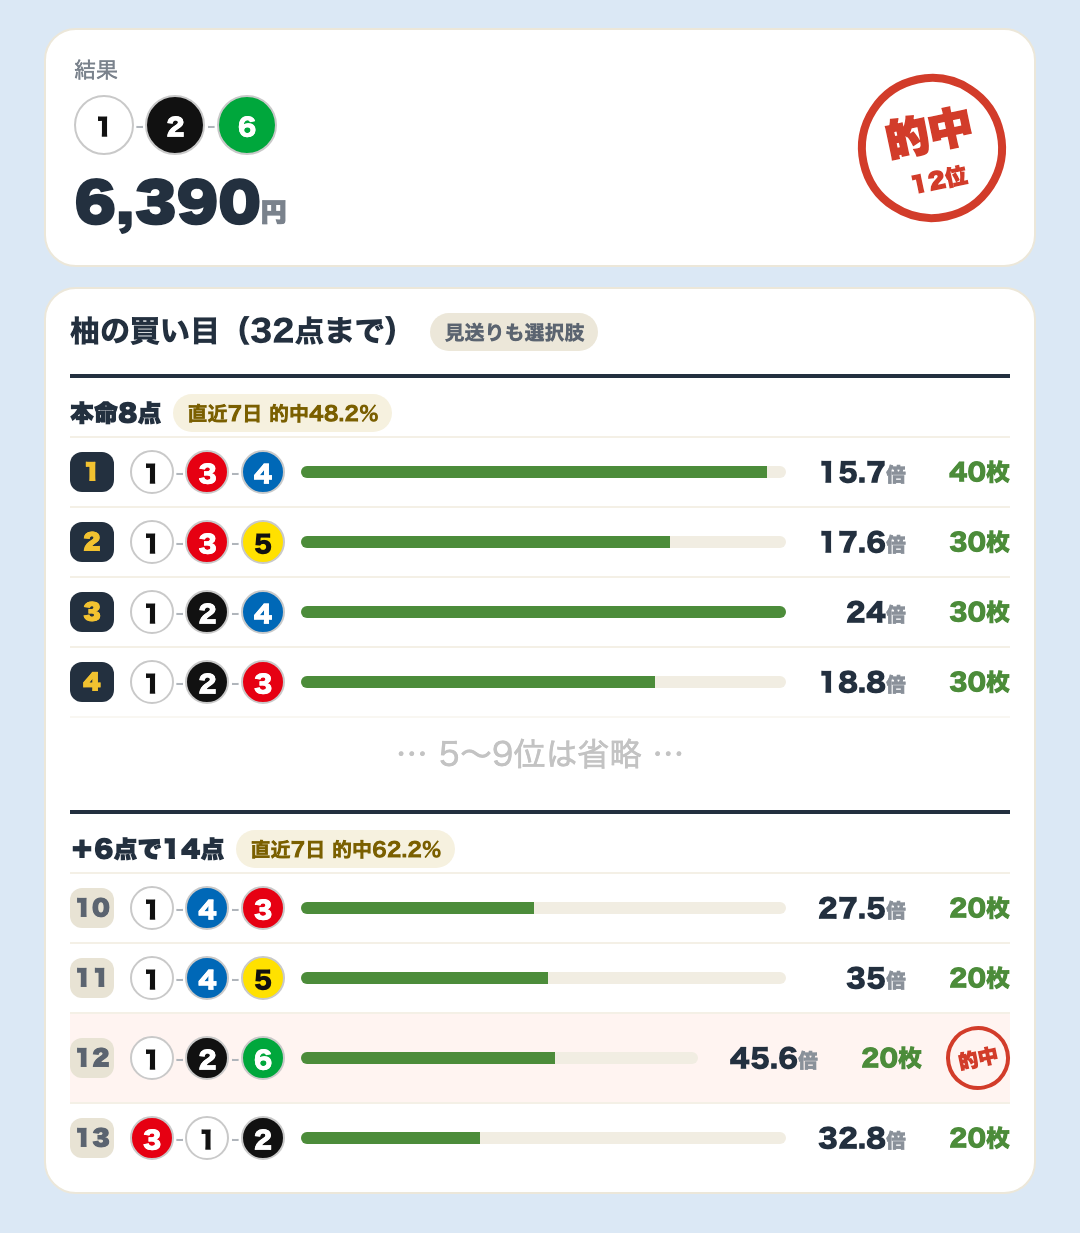 結果
1-2-6
6,390円
的中
12位
柚の買い目（32点まで） 見送りも選択肢
本命8点 直近7日 的中48.2%
1 1-3-4 15.7倍 40枚
2 1-3-5 17.6倍 30枚
3 1-2-4 24倍 30枚
4 1-2-3 18.8倍 30枚
… 5〜9位は省略 …
+6点で14点 直近7日 的中62.2%
10 1-4-3 27.5倍 20枚
11 1-4-5 35倍 20枚
12 1-2-6 45.6倍 20枚 的中
13 3-1-2 32.8倍 20枚